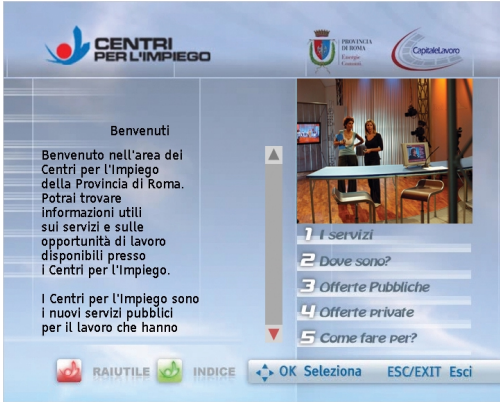 CENTRI
PER L'IMPIEGO
PROVINCIA
DI ROMA
CapitaleLavoro
Benvenuti
Benvenuto nell'area dei
Centri per l'Impiego
della Provincia di Roma.
Potrai trovare
informazioni utili
sui servizi e sulle
opportunità di lavoro
disponibili presso
i Centri per l'Impiego.
I Centri per l'Impiego sono
i nuovi servizi pubblici
per il lavoro che hanno
1 I servizi
2 Dove sono?
3 Offerte Pubbliche
4 Offerte private
5 Come fare per?
RAIUTILE INDICE OK Seleziona ESC/EXIT Esci